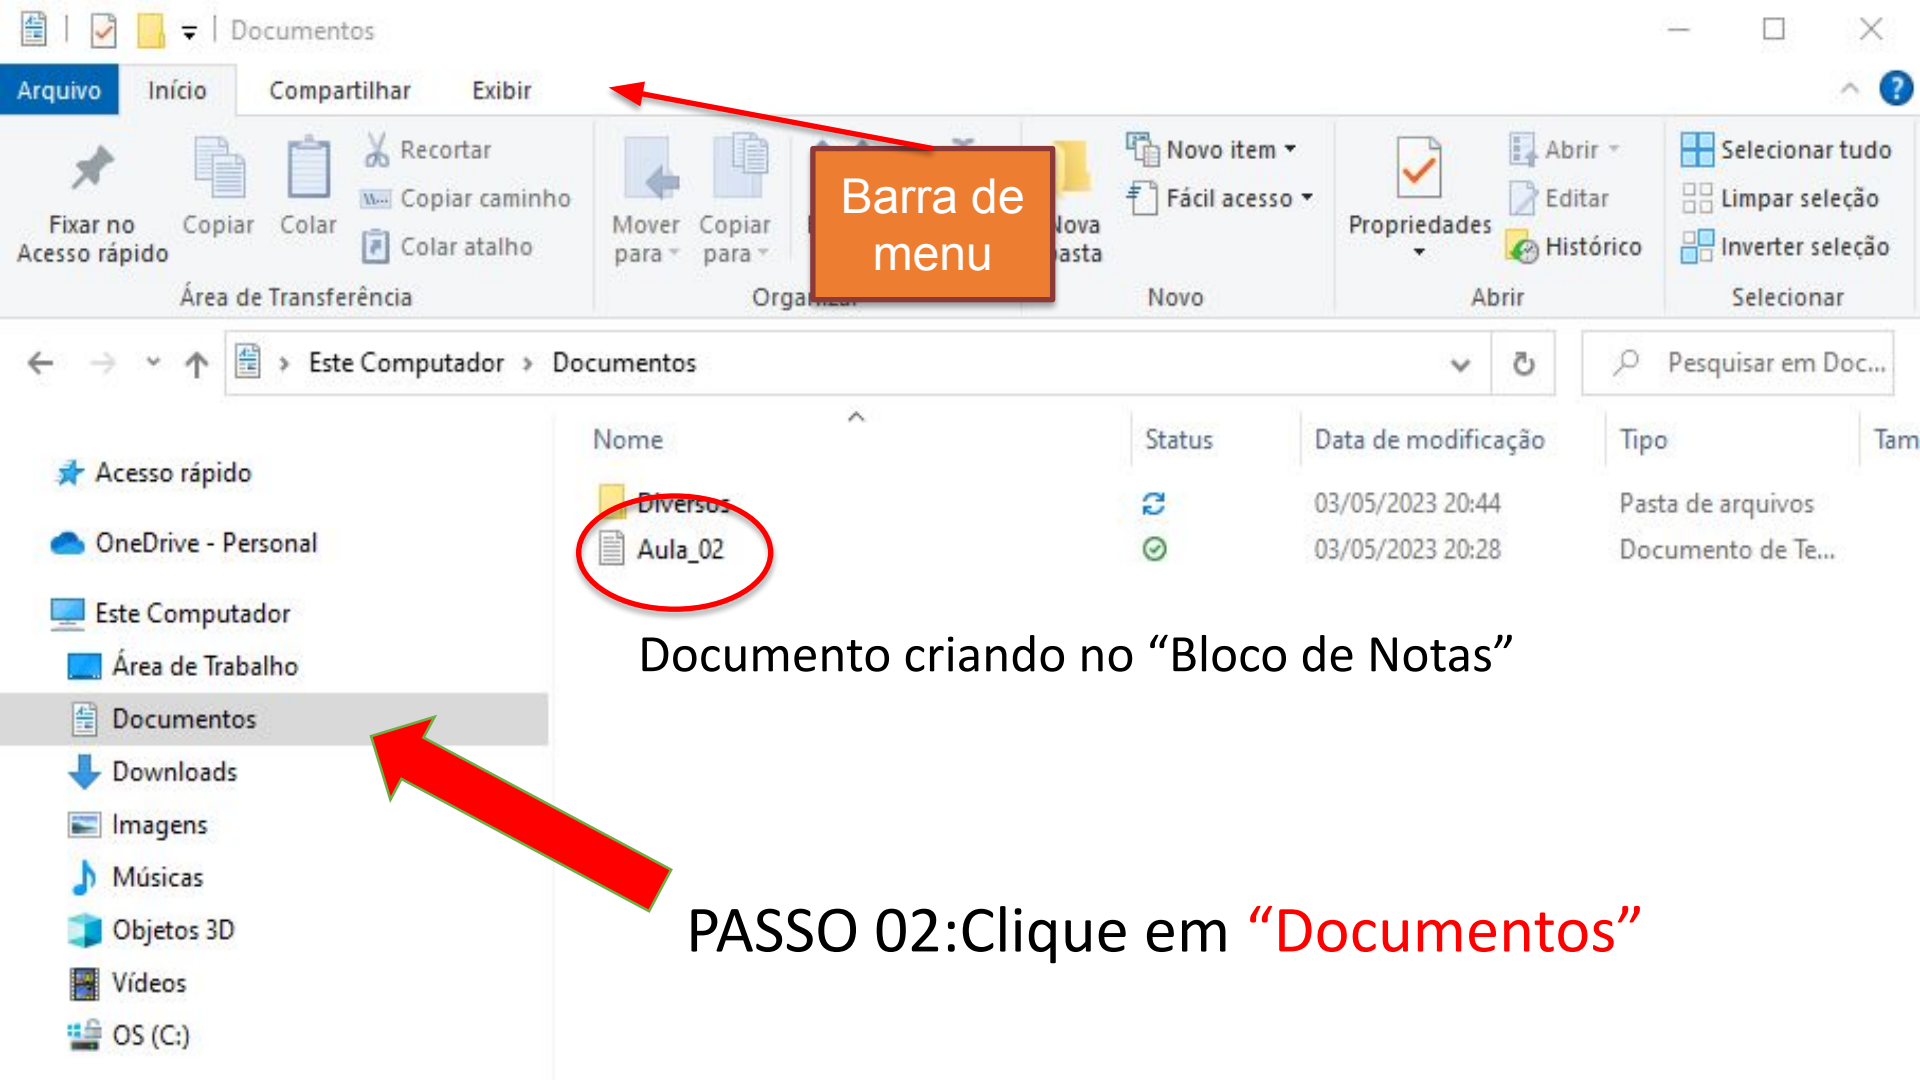 Documentos
Arquivo Início Compartilhar Exibir
Fixar no
Acesso rápido
Copiar
Colar
Recortar
Copiar caminho
Colar atalho
Área de Transferência
Mover
para
Copiar
para
Barra de
menu
Novo item
Fácil acesso
Novo
Propriedades
Abrir
Editar
Histórico
Abrir
Selecionar tudo
Limpar seleção
Inverter seleção
Selecionar
Este Computador > Documentos
Pesquisar em Doc...
Nome Status Data de modificação Tipo Tam
Diversos 03/05/2023 20:44 Pasta de arquivos
Aula_02 03/05/2023 20:28 Documento de Te...
Acesso rápido
OneDrive - Personal
Este Computador
Área de Trabalho
Documentos
Downloads
Imagens
Músicas
Objetos 3D
Vídeos
OS (C:)
Documento criando no “Bloco de Notas”
PASSO 02:Clique em “Documentos”